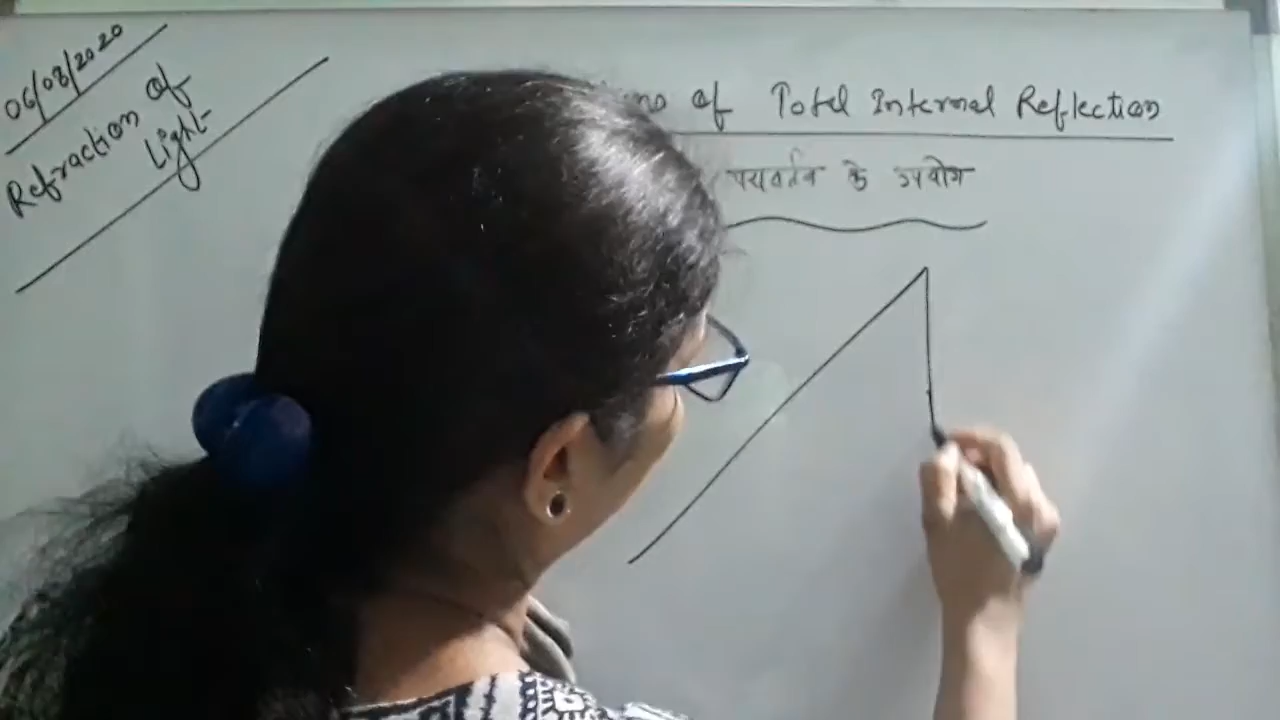 06/08/2020
Refraction of
Light
of Total Internal Reflection
परावर्तन के उपयोग